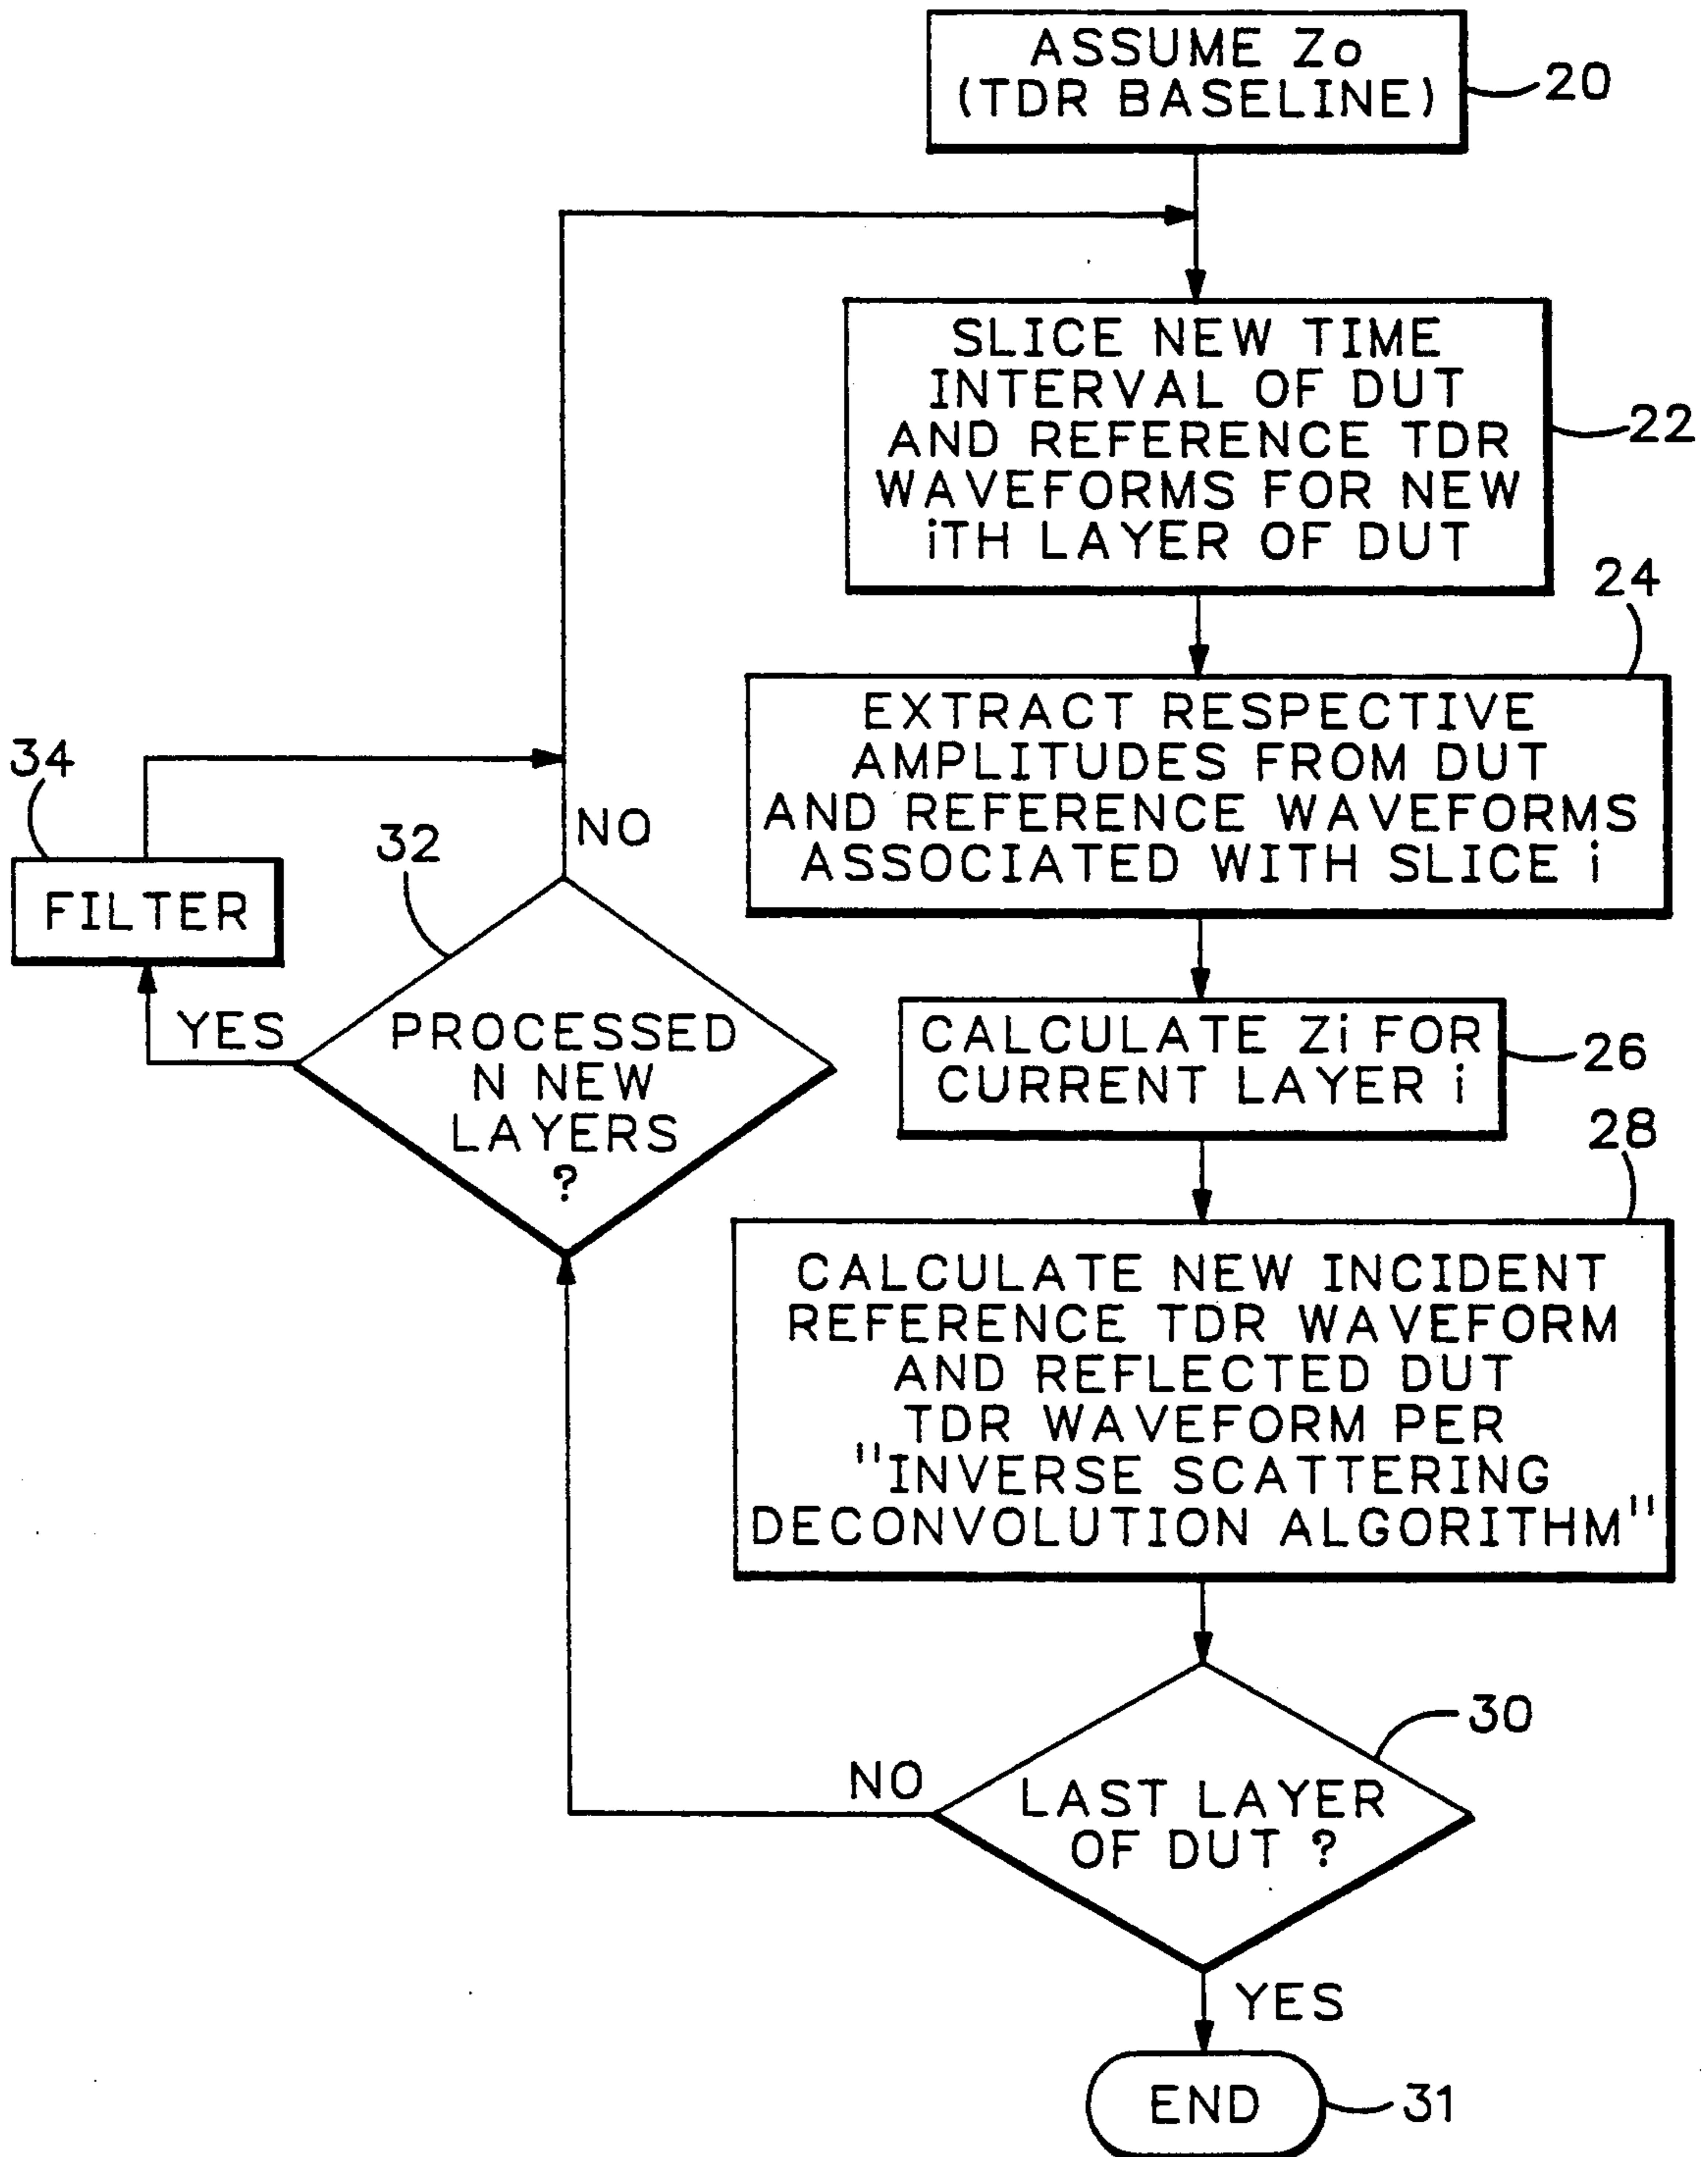 ASSUME Zo
(TDR BASELINE)
20
SLICE NEW TIME
INTERVAL OF DUT
AND REFERENCE TDR
WAVEFORMS FOR NEW
iTH LAYER OF DUT
22
24
EXTRACT RESPECTIVE
AMPLITUDES FROM DUT
AND REFERENCE WAVEFORMS
ASSOCIATED WITH SLICE i
34
FILTER
32
NO
YES
PROCESSED
N NEW
LAYERS
?
CALCULATE Zi FOR
CURRENT LAYER i
26
28
CALCULATE NEW INCIDENT
REFERENCE TDR WAVEFORM
AND REFLECTED DUT
TDR WAVEFORM PER
"INVERSE SCATTERING
DECONVOLUTION ALGORITHM"
30
NO
LAST LAYER
OF DUT ?
YES
END
31